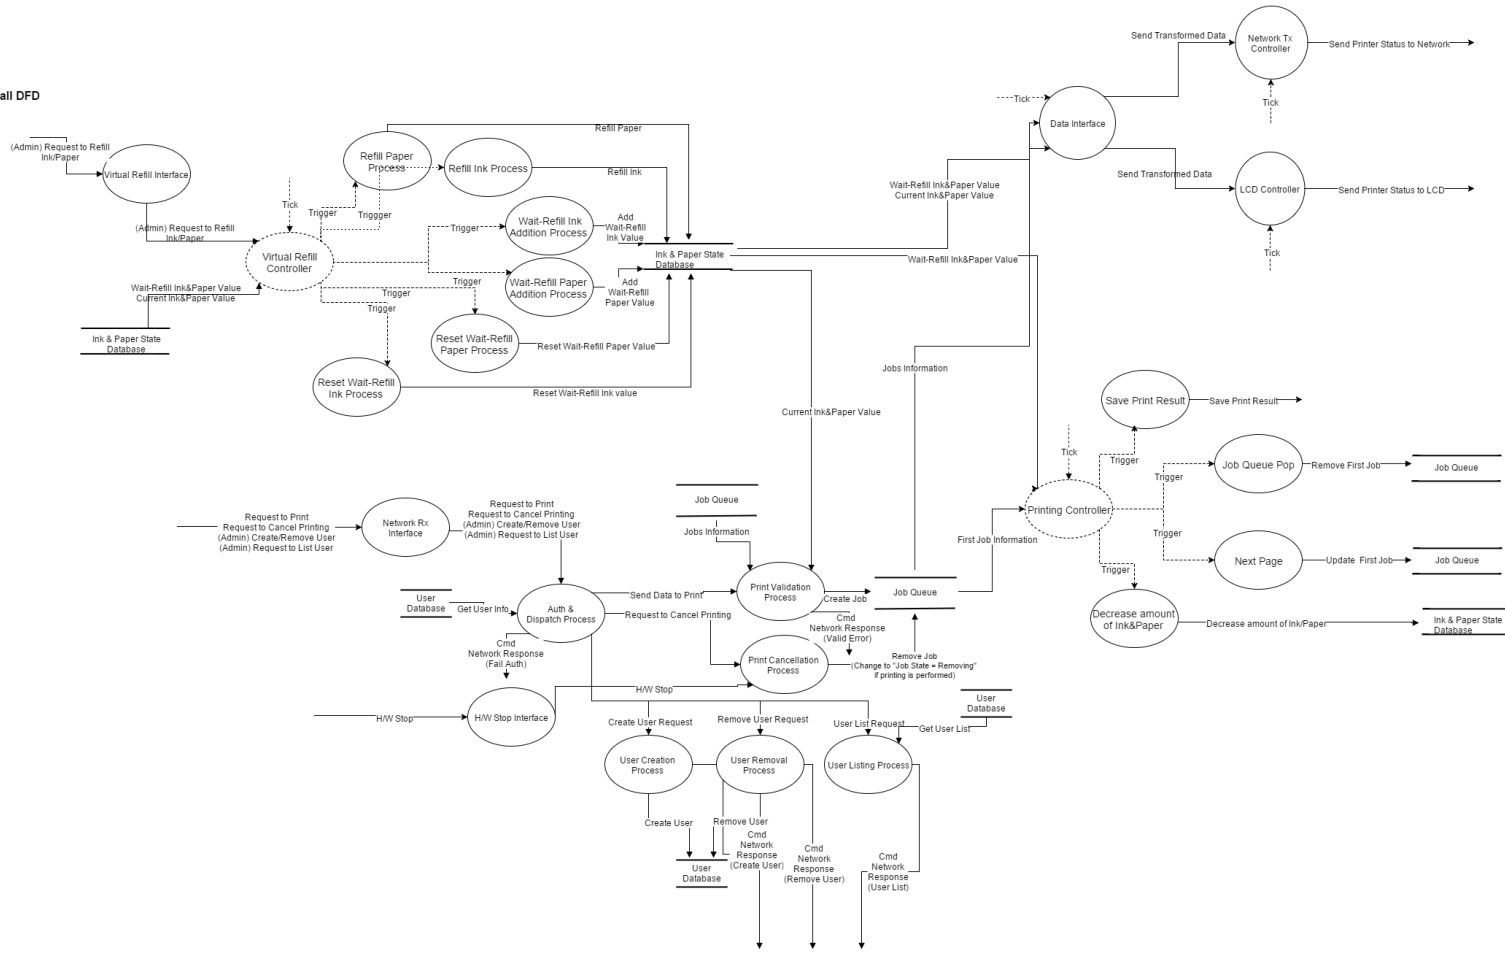 all DFD
(Admin) Request to Refill
Ink/Paper
Virtual Refill Interface
(Admin) Request to Refill
Ink/Paper
Tick
Virtual Refill
Controller
Wait-Refill Ink&Paper Value
Current Ink&Paper Value
Ink & Paper State
Database
Refill Paper
Process
Refill Paper
Refill Ink Process
Refill Ink
Trigger
Triggger
Trigger
Wait-Refill Ink
Addition Process
Add
Wait-Refill
Ink Value
Wait-Refill Paper
Addition Process
Add
Wait-Refill
Paper Value
Trigger
Trigger
Trigger
Reset Wait-Refill
Paper Process
Reset Wait-Refill Paper Value
Reset Wait-Refill
Ink Process
Reset Wait-Refill Ink value
Ink & Paper State
Database
Wait-Refill Ink&Paper Value
Current Ink&Paper Value
Wait-Refill Ink&Paper Value
Current Ink&Paper Value
Jobs Information
Tick
Data Interface
Send Transformed Data
Network Tx
Controller
Send Printer Status to Network
Tick
Send Transformed Data
LCD Controller
Send Printer Status to LCD
Tick
Save Print Result
Save Print Result
Tick
Trigger
Job Queue Pop
Remove First Job
Job Queue
Trigger
Printing Controller
Trigger
Next Page
Update  First Job
Job Queue
Trigger
Decrease amount
of Ink&Paper
Decrease amount of Ink/Paper
Ink & Paper State
Database
First Job Information
Request to Print
Request to Cancel Printing
(Admin) Create/Remove User
(Admin) Request to List User
Network Rx
Interface
Request to Print
Request to Cancel Printing
(Admin) Create/Remove User
(Admin) Request to List User
Job Queue
Jobs Information
User
Database
Get User Info
Auth &
Dispatch Process
Send Data to Print
Request to Cancel Printing
Print Validation
Process
Create Job
Job Queue
Cmd
Network Response
(Valid Error)
Cmd
Network Response
(Fail Auth)
Print Cancellation
Process
Remove Job
(Change to "Job State = Removing"
if printing is performed)
H/W Stop
H/W Stop Interface
H/W Stop
Create User Request
Remove User Request
User List Request
Get User List
User
Database
User Creation
Process
User Removal
Process
User Listing Process
Create User
Remove User
User
Database
Cmd
Network
Response
(Create User)
Cmd
Network
Response
(Remove User)
Cmd
Network
Response
(User List)